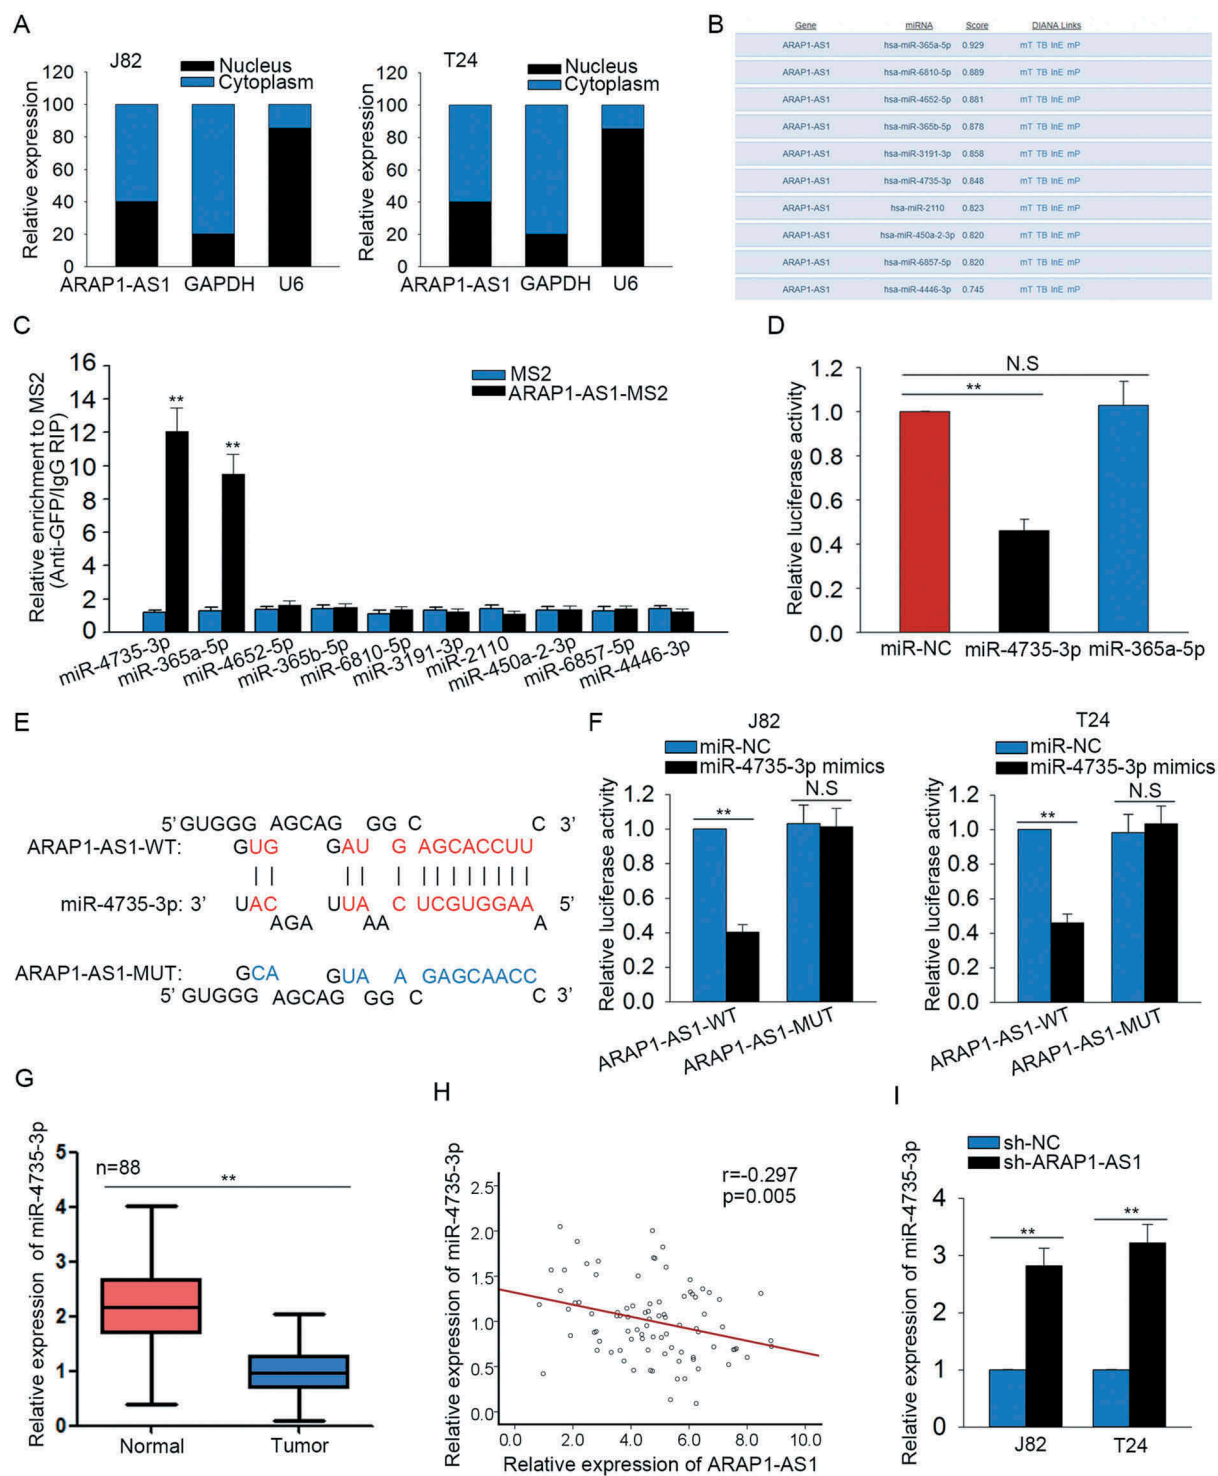 A
J82
Nucleus
Cytoplasm
Relative expression
120
100
80
60
40
20
0
ARAP1-AS1 GAPDH U6
T24
Nucleus
Cytoplasm
Relative expression
120
100
80
60
40
20
0
ARAP1-AS1 GAPDH U6
B
Gene miRNA Score DIANA Links
ARAP1-AS1 hsa-miR-365a-5p 0.929 mT TB InE mP
ARAP1-AS1 hsa-miR-6810-5p 0.889 mT TB InE mP
ARAP1-AS1 hsa-miR-4652-5p 0.881 mT TB InE mP
ARAP1-AS1 hsa-miR-365b-5p 0.878 mT TB InE mP
ARAP1-AS1 hsa-miR-3191-3p 0.858 mT TB InE mP
ARAP1-AS1 hsa-miR-4735-3p 0.848 mT TB InE mP
ARAP1-AS1 hsa-miR-2110 0.823 mT TB InE mP
ARAP1-AS1 hsa-miR-450a-2-3p 0.820 mT TB InE mP
ARAP1-AS1 hsa-miR-6857-5p 0.820 mT TB InE mP
ARAP1-AS1 hsa-miR-4446-3p 0.745 mT TB InE mP
C
Relative enrichment to MS2
(Anti-GFP/IgG RIP)
16
14
12
10
8
6
4
2
0
MS2
ARAP1-AS1-MS2
**
**
miR-4735-3p
miR-365a-5p
miR-4652-5p
miR-365b-5p
miR-6810-5p
miR-3191-3p
miR-2110
miR-450a-2-3p
miR-6857-5p
miR-4446-3p
D
Relative luciferase activity
1.2
1.0
0.8
0.6
0.4
0.2
0.0
N.S
**
miR-NC miR-4735-3p miR-365a-5p
E
5' GUGGG AGCAG GG C C 3'
ARAP1-AS1-WT: GUG GAU G AGCACCUU
miR-4735-3p: 3' UAC UUA C UCGUGGAA 5'
AGA AA A
ARAP1-AS1-MUT: GCA GUA A GAGCAACC
5' GUGGG AGCAG GG C C 3'
F
J82
miR-NC
miR-4735-3p mimics
Relative luciferase activity
1.2
1.0
0.8
0.6
0.4
0.2
0.0
**
N.S
ARAP1-AS1-WT
ARAP1-AS1-MUT
T24
miR-NC
miR-4735-3p mimics
Relative luciferase activity
1.2
1.0
0.8
0.6
0.4
0.2
0.0
**
N.S
ARAP1-AS1-WT
ARAP1-AS1-MUT
G
Relative expression of miR-4735-3p
5
4
3
2
1
0
n=88
**
Normal Tumor
H
Relative expression of miR-4735-3p
2.5
2.0
1.5
1.0
0.5
0.0
r=-0.297
p=0.005
0.0 2.0 4.0 6.0 8.0 10.0
Relative expression of ARAP1-AS1
I
sh-NC
sh-ARAP1-AS1
Relative expression of miR-4735-3p
4
3
2
1
0
**
**
J82 T24